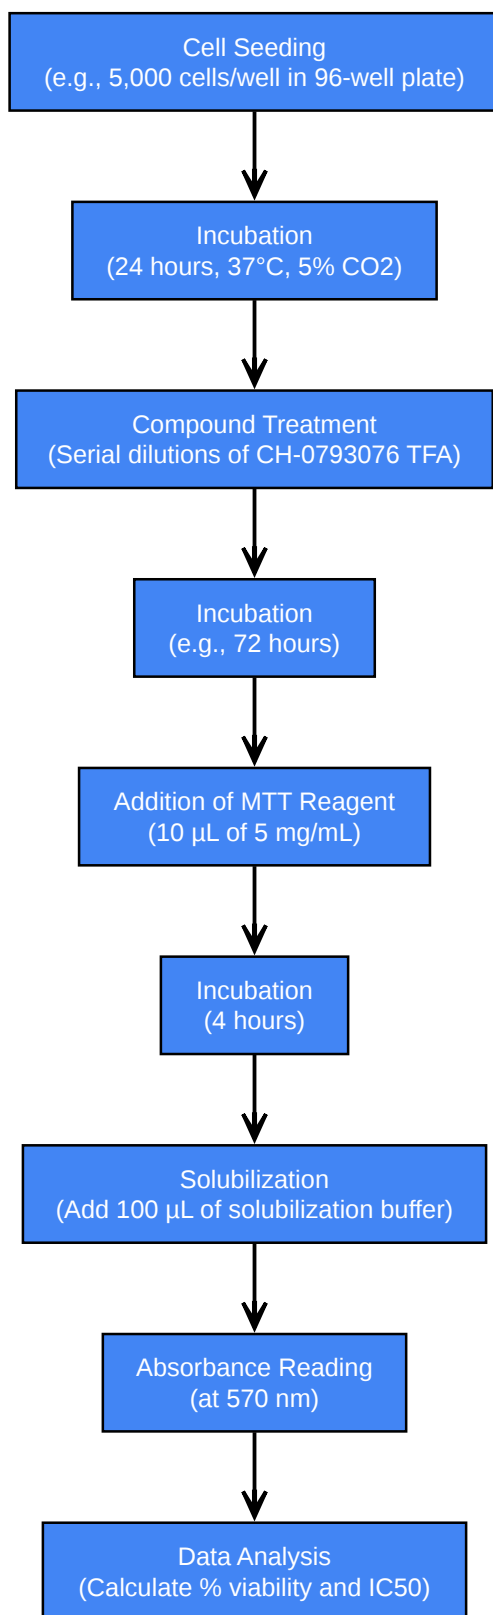 Cell Seeding
(e.g., 5,000 cells/well in 96-well plate)
Incubation
(24 hours, 37°C, 5% CO2)
Compound Treatment
(Serial dilutions of CH-0793076 TFA)
Incubation
(e.g., 72 hours)
Addition of MTT Reagent
(10 µL of 5 mg/mL)
Incubation
(4 hours)
Solubilization
(Add 100 µL of solubilization buffer)
Absorbance Reading
(at 570 nm)
Data Analysis
(Calculate % viability and IC50)